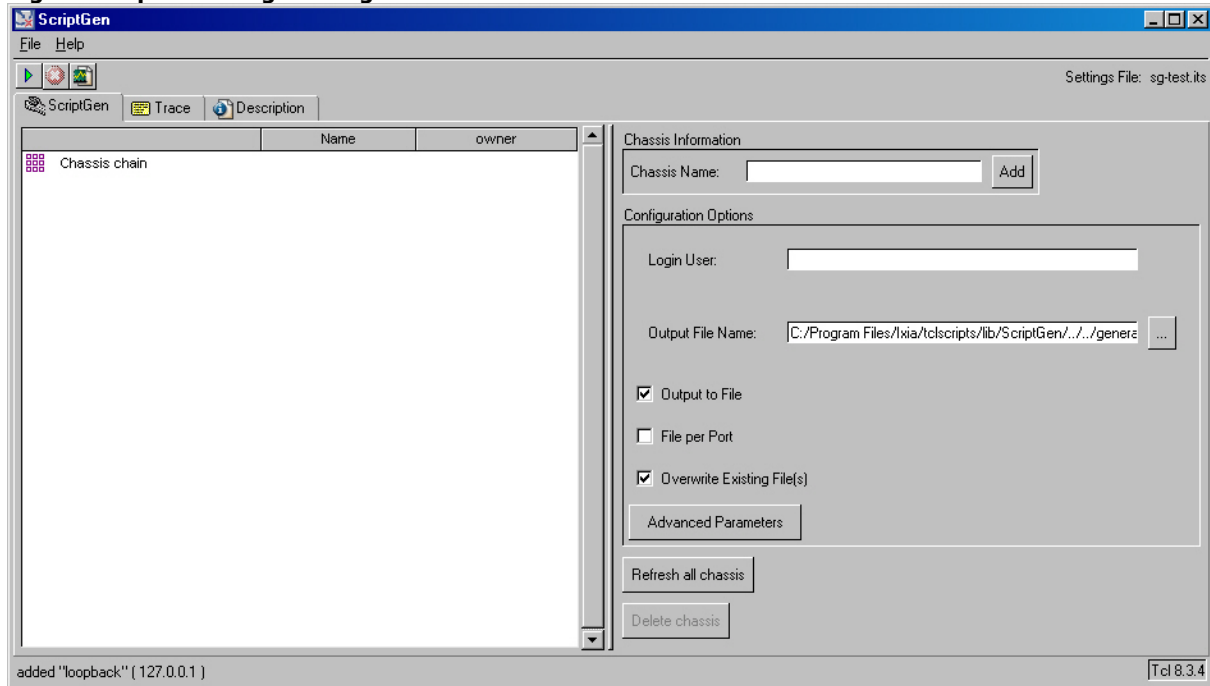 ScriptGen
File Help
Settings File: sg-test.its
ScriptGen Trace Description
Name owner
Chassis chain
Chassis Information
Chassis Name: Add
Configuration Options
Login User:
Output File Name: C:/Program Files/Ixia/tclscripts/lib/ScriptGen/../../genera ...
Output to File
File per Port
Overwrite Existing File(s)
Advanced Parameters
Refresh all chassis
Delete chassis
added "loopback" ( 127.0.0.1 )
Tcl 8.3.4